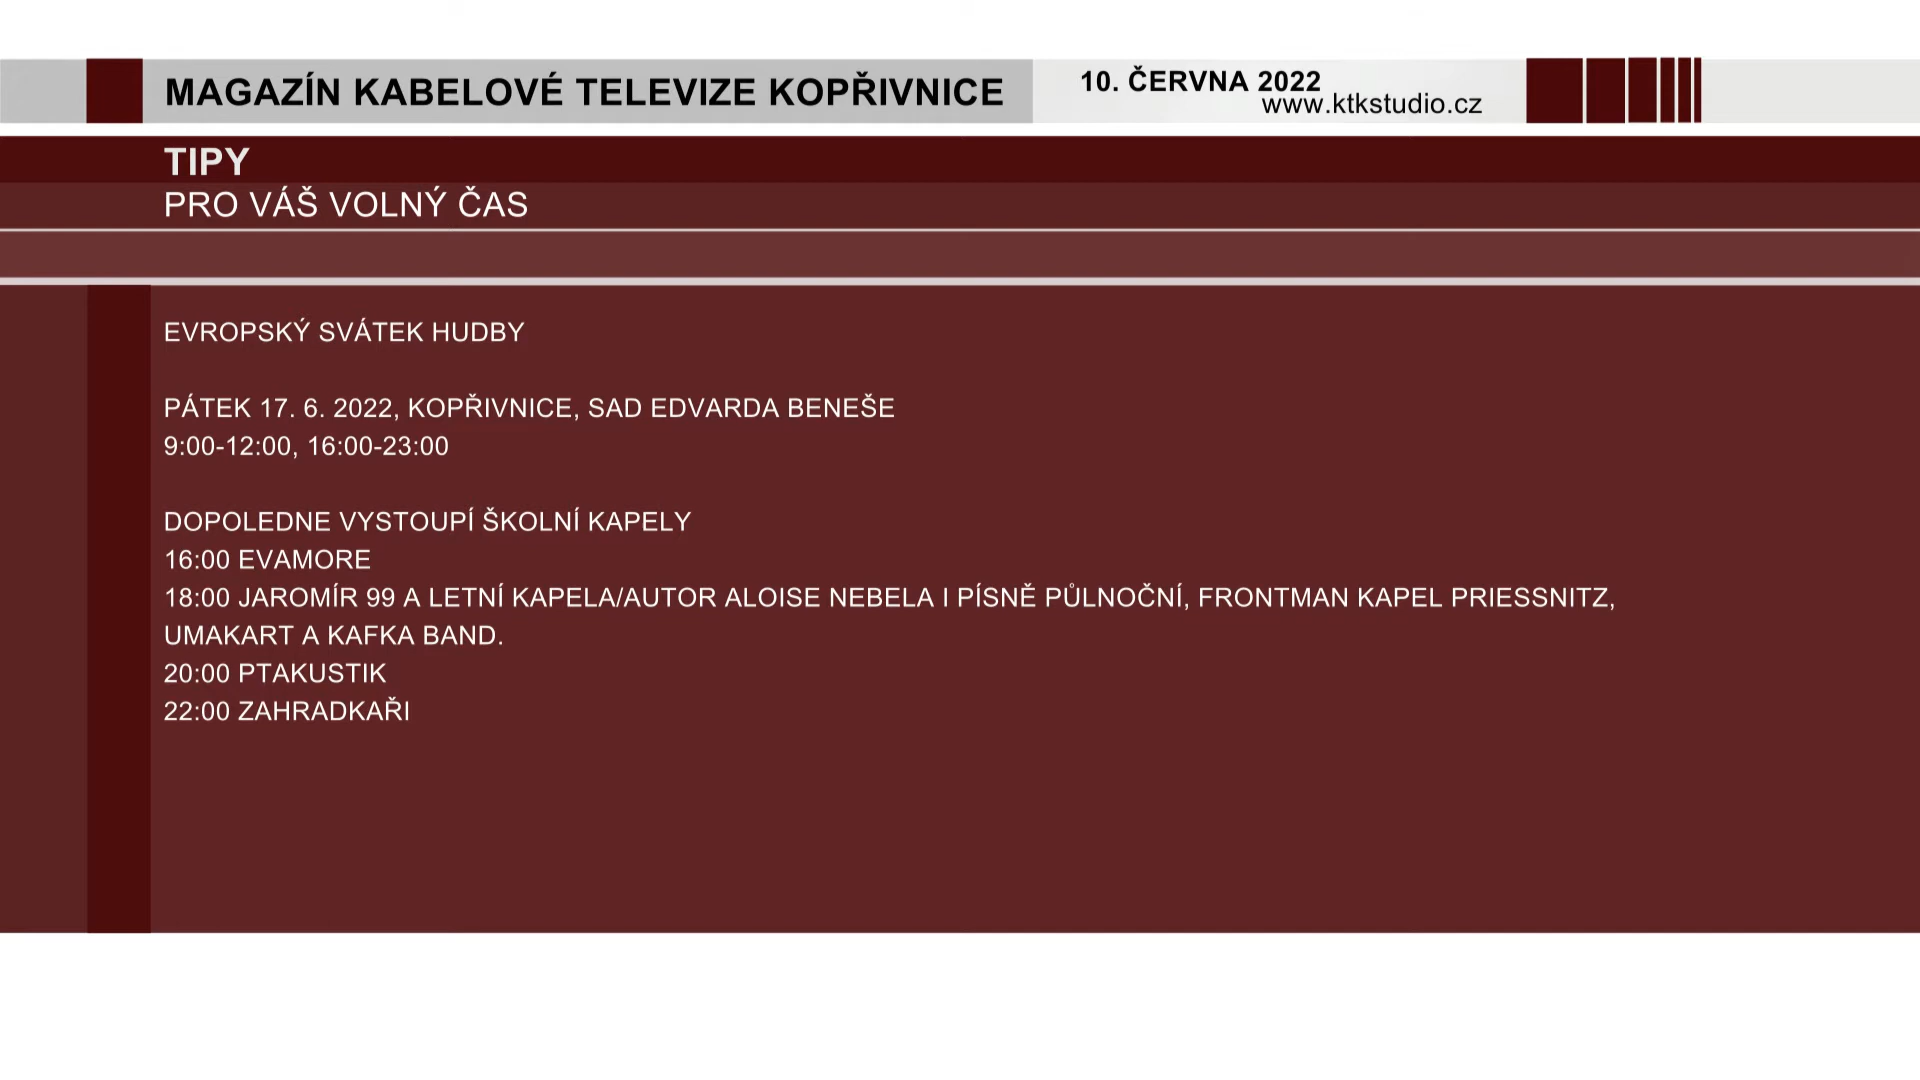 MAGAZÍN KABELOVÉ TELEVIZE KOPŘIVNICE
10. ČERVNA 2022
www.ktkstudio.cz
TIPY
PRO VÁŠ VOLNÝ ČAS
EVROPSKÝ SVÁTEK HUDBY
PÁTEK 17. 6. 2022, KOPŘIVNICE, SAD EDVARDA BENEŠE
9:00-12:00, 16:00-23:00
DOPOLEDNE VYSTOUPÍ ŠKOLNÍ KAPELY
16:00 EVAMORE
18:00 JAROMÍR 99 A LETNÍ KAPELA/AUTOR ALOISE NEBELA I PÍSNĚ PŮLNOČNÍ, FRONTMAN KAPEL PRIESSNITZ,
UMAKART A KAFKA BAND.
20:00 PTAKUSTIK
22:00 ZAHRADKAŘI